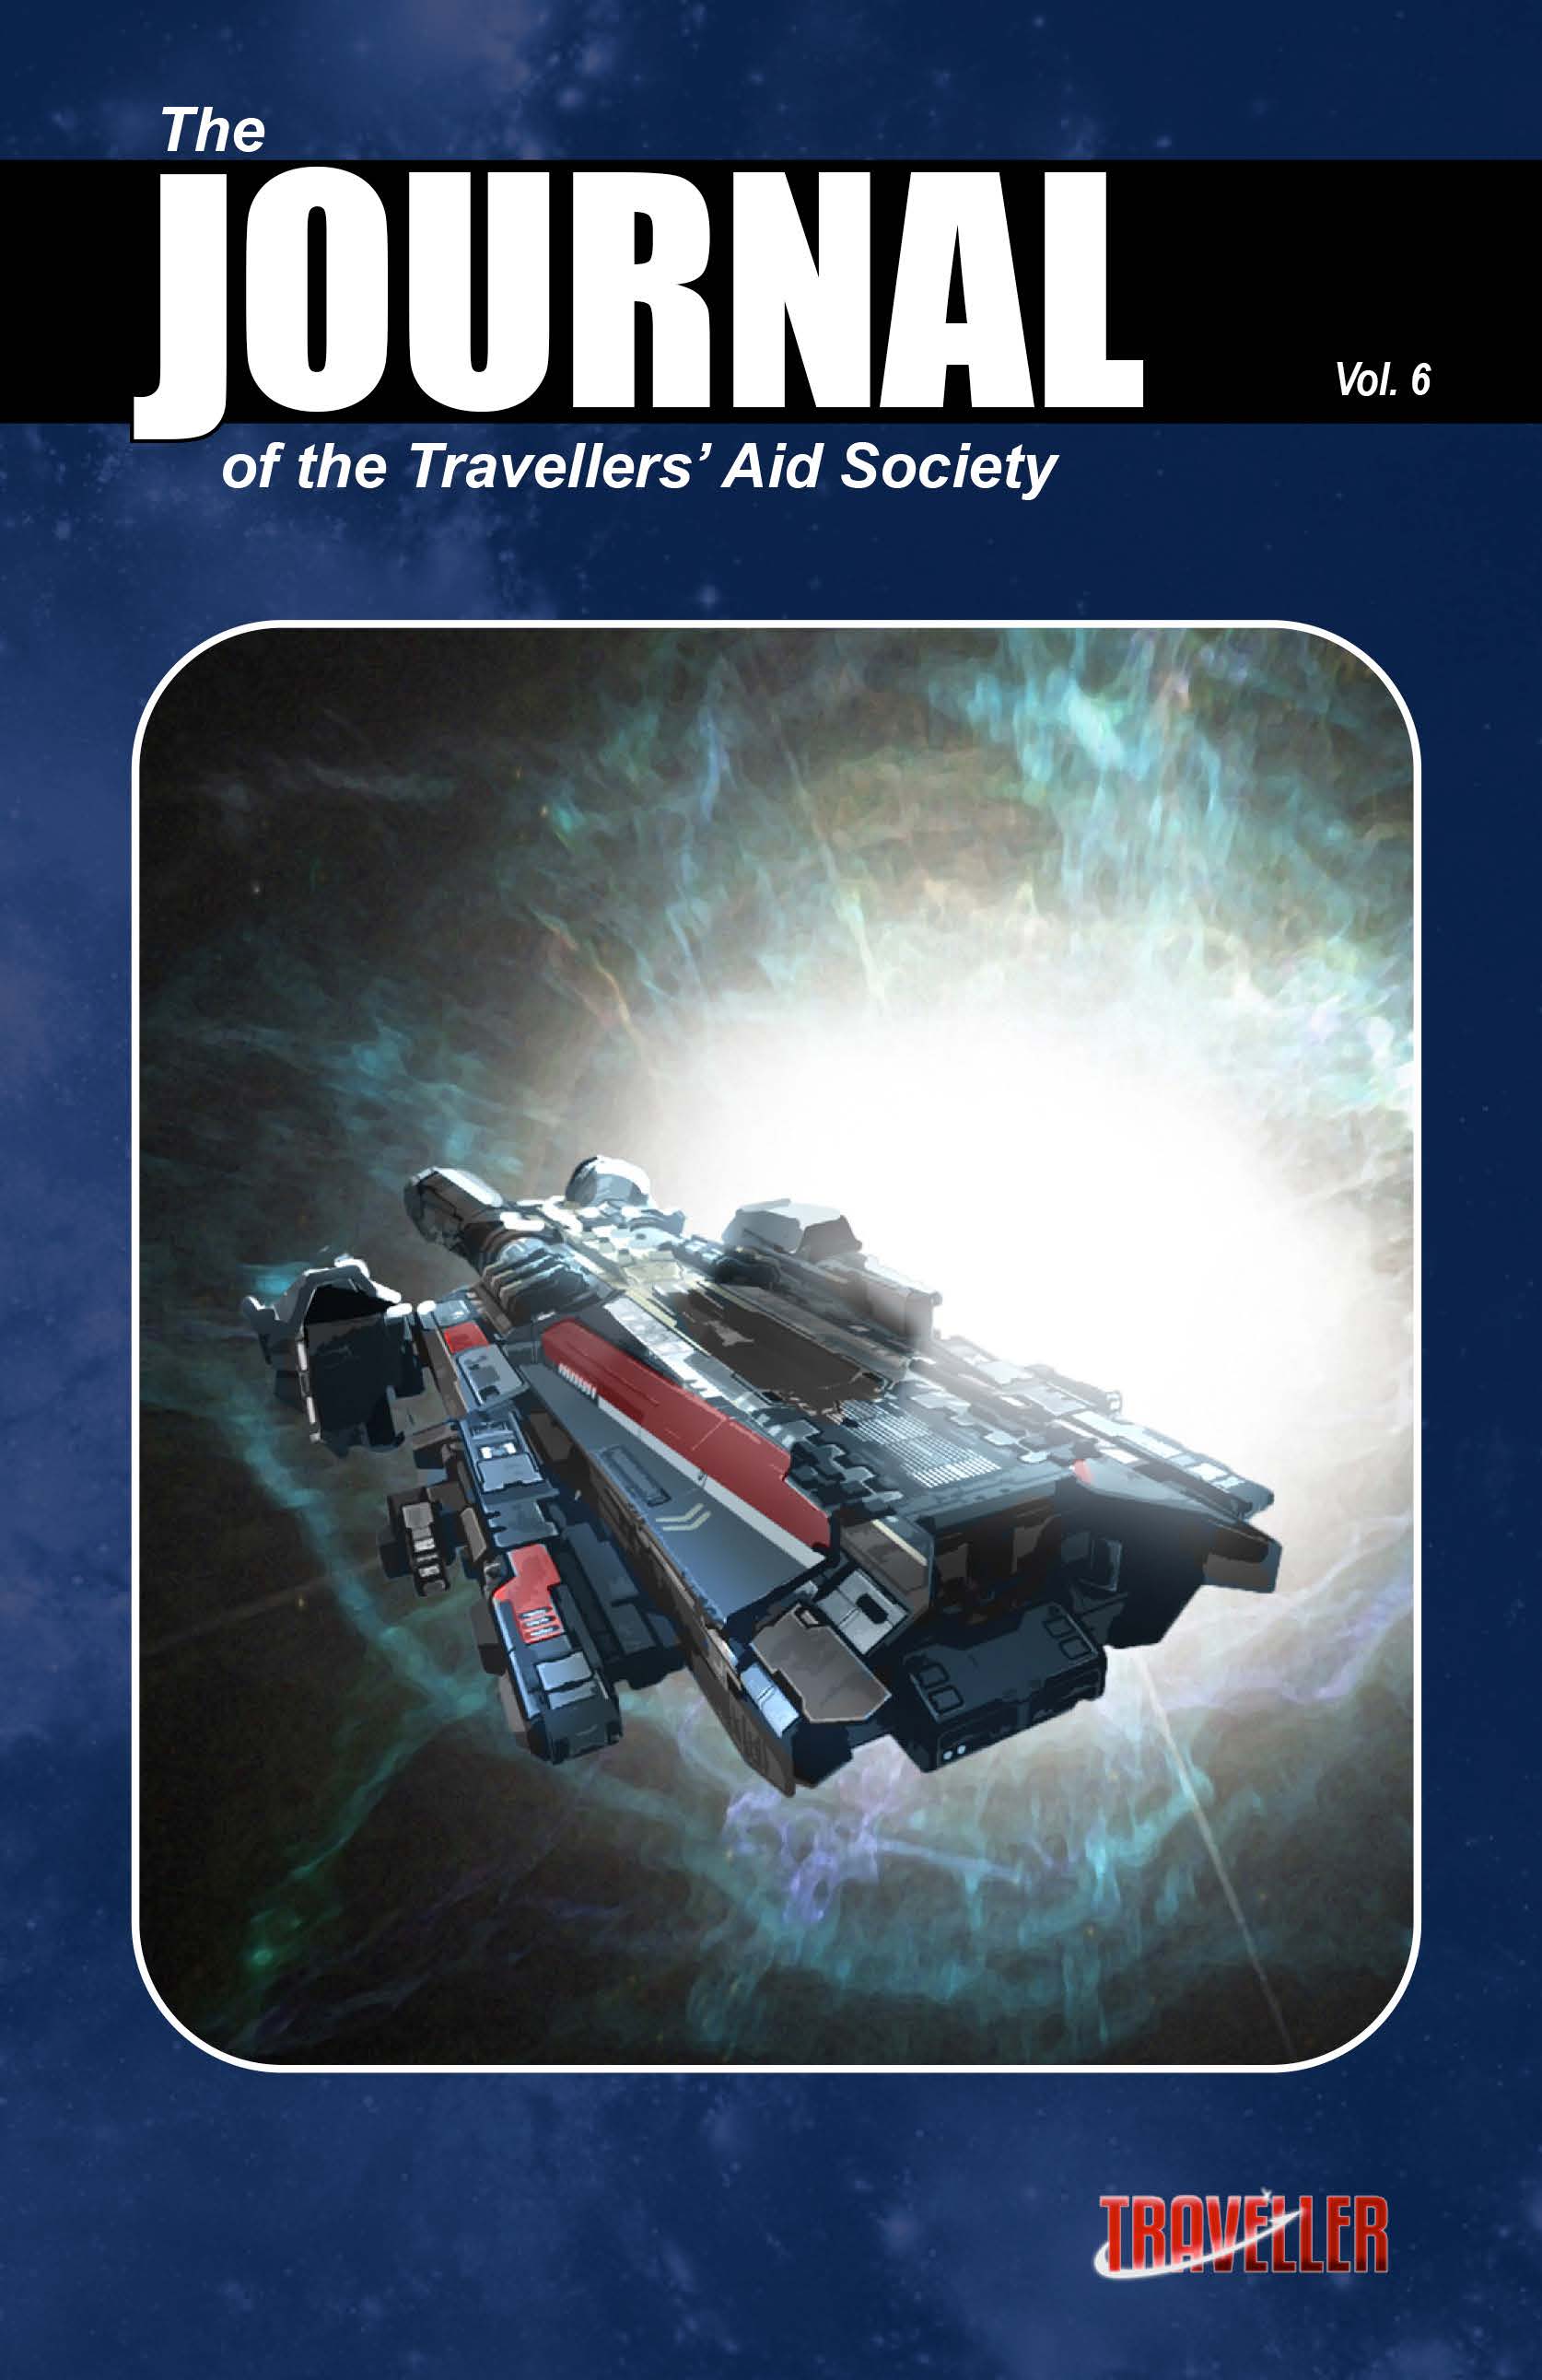 The
JOURNAL
Vol. 6
of the Travellers’ Aid Society
TRAVELLER